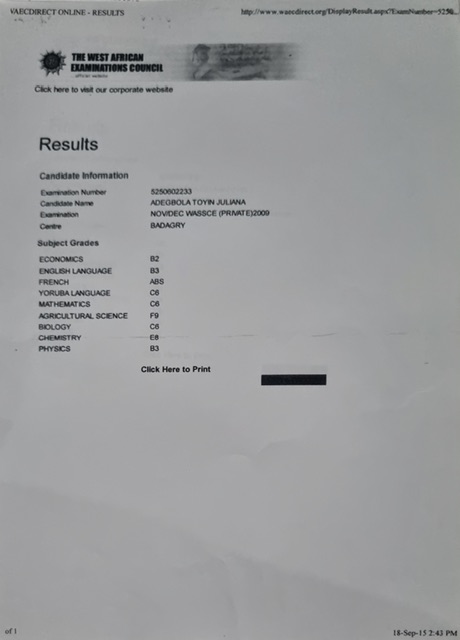 WAECDIRECT ONLINE - RESULTS
http://www.waecdirect.org/DisplayResult.aspx?ExamNumber=5250...
THE WEST AFRICAN
EXAMINATIONS COUNCIL
official website
Click here to visit our corporate website
Results
Candidate Information
Examination Number 5250602233
Candidate Name ADEGBOLA TOYIN JULIANA
Examination NOV/DEC WASSCE (PRIVATE)2009
Centre BADAGRY
Subject Grades
ECONOMICS B2
ENGLISH LANGUAGE B3
FRENCH ABS
YORUBA LANGUAGE C6
MATHEMATICS C6
AGRICULTURAL SCIENCE F9
BIOLOGY C6
CHEMISTRY E8
PHYSICS B3
Click Here to Print
of 1
18-Sep-15 2:43 PM